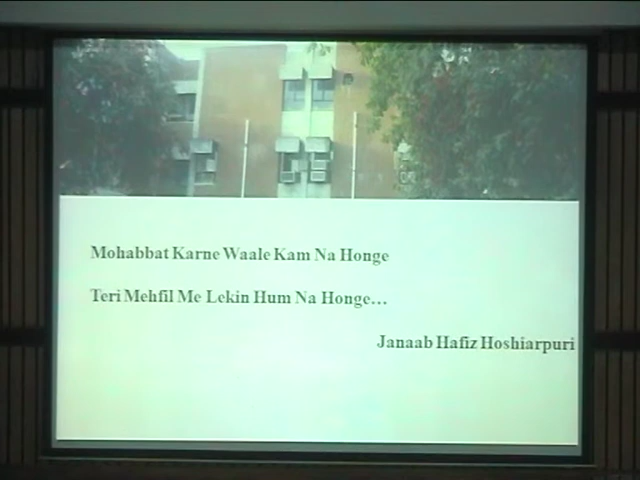 Mohabbat Karne Waale Kam Na Honge
Teri Mehfil Me Lekin Hum Na Honge...
Janaab Hafiz Hoshiarpuri